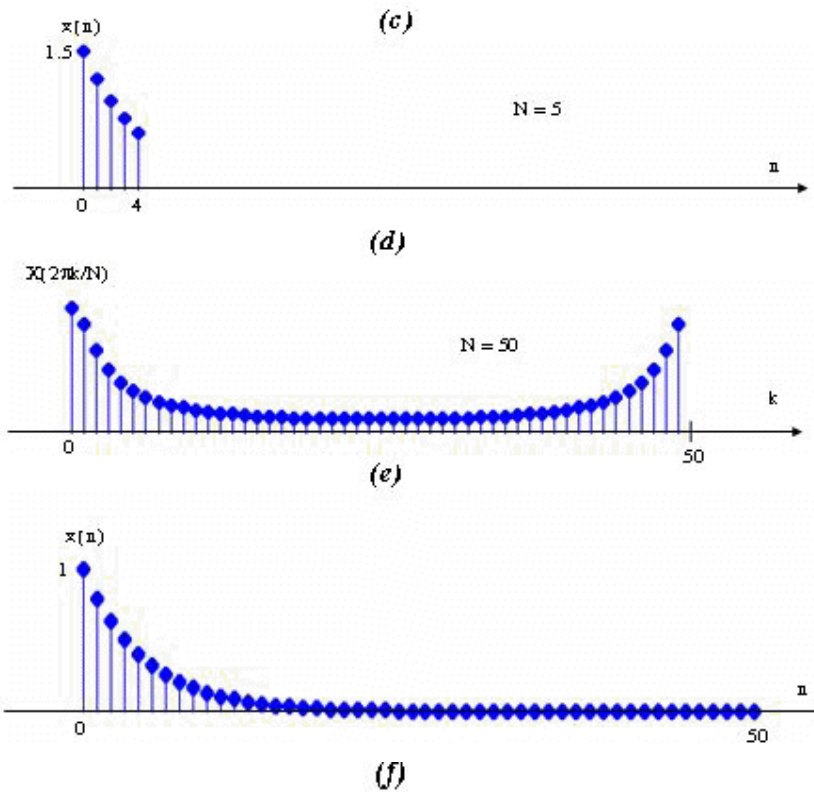 (c)
x(n)
1.5
N = 5
n
0 4
(d)
X(2πk/N)
N = 50
k
0 50
(e)
x(n)
1
n
0 50
(f)